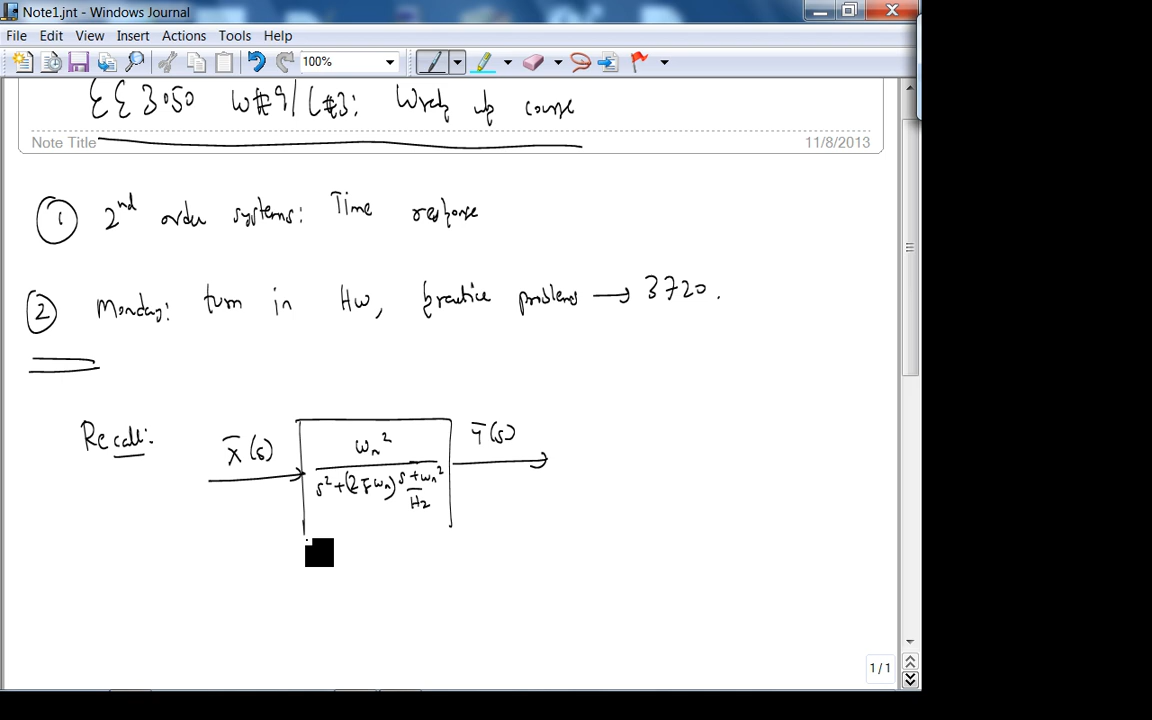 Note1.jnt - Windows Journal
File Edit View Insert Actions Tools Help
100%
EE3050 W#9/L#3: Wrap up course
Note Title 11/8/2013
1 2nd order systems: Time response
2 Monday: turn in HW, practice problems → 3720.
Recall:
X(s) ωn² Y(s)
s²+(2ζωn)s+ωn²
H2
1/1